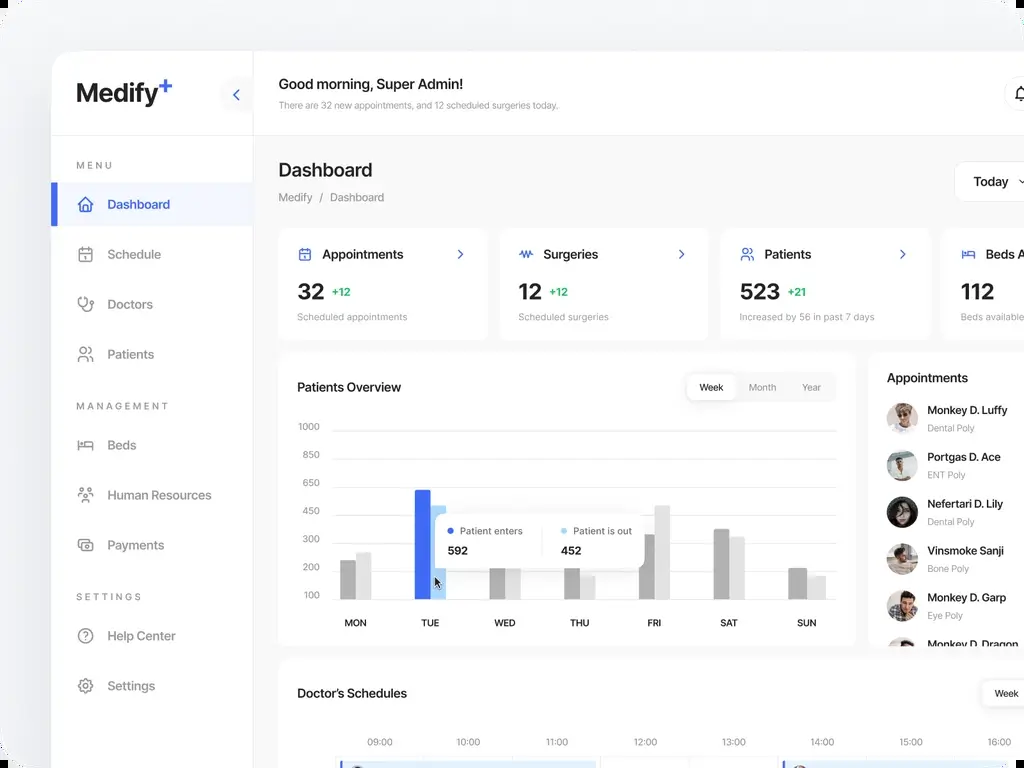 Medify+
Good morning, Super Admin!
There are 32 new appointments, and 12 scheduled surgeries today.
MENU
Dashboard
Schedule
Doctors
Patients
MANAGEMENT
Beds
Human Resources
Payments
SETTINGS
Help Center
Settings
Dashboard
Medify / Dashboard
Today
Appointments
32 +12
Scheduled appointments
Surgeries
12 +12
Scheduled surgeries
Patients
523 +21
Increased by 56 in past 7 days
Beds A
112
Beds available
Patients Overview
Week Month Year
1000
850
650
450
300
200
100
Patient enters
592
Patient is out
452
MON TUE WED THU FRI SAT SUN
Appointments
Monkey D. Luffy
Dental Poly
Portgas D. Ace
ENT Poly
Nefertari D. Lily
Dental Poly
Vinsmoke Sanji
Bone Poly
Monkey D. Garp
Eye Poly
Monkey D. Dragon
Doctor's Schedules
Week
09:00 10:00 11:00 12:00 13:00 14:00 15:00 16:00